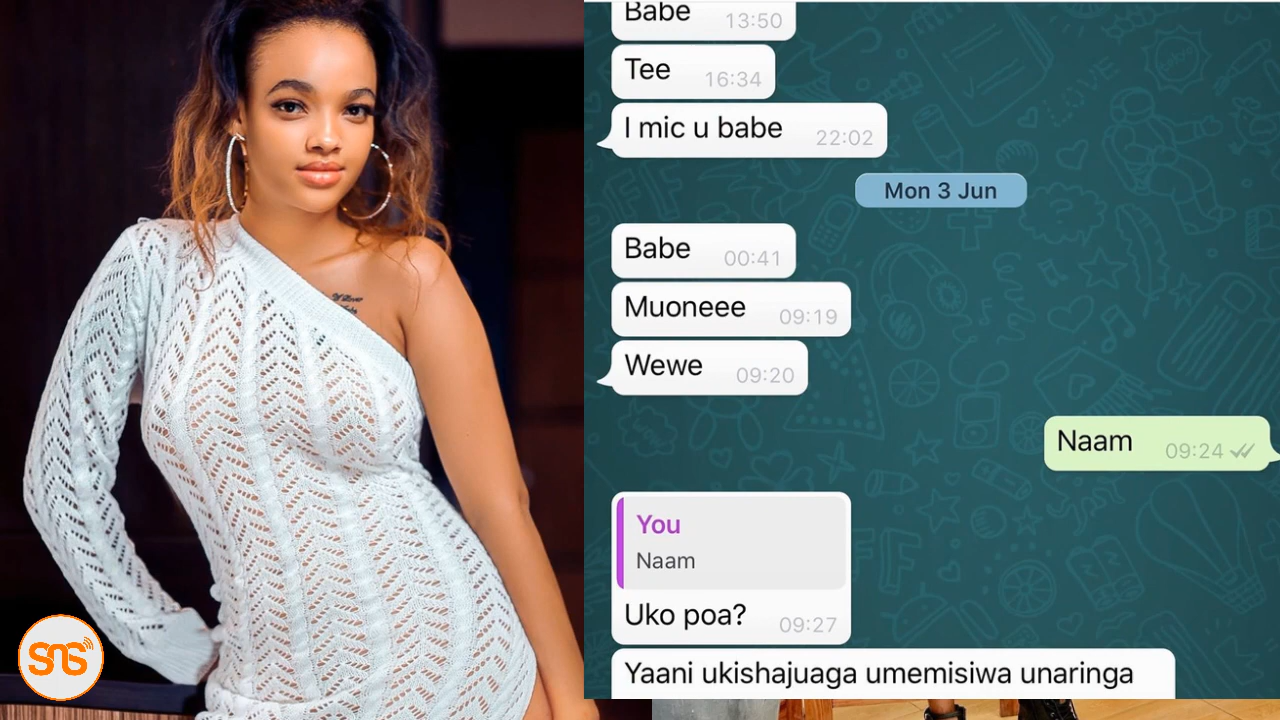 Babe 13:50
Tee 16:34
I mic u babe 22:02
Mon 3 Jun
Babe 00:41
Muoneee 09:19
Wewe 09:20
Naam 09:24
You
Naam
Uko poa? 09:27
Yaani ukishajuaga umemisiwa unaringa
SNS